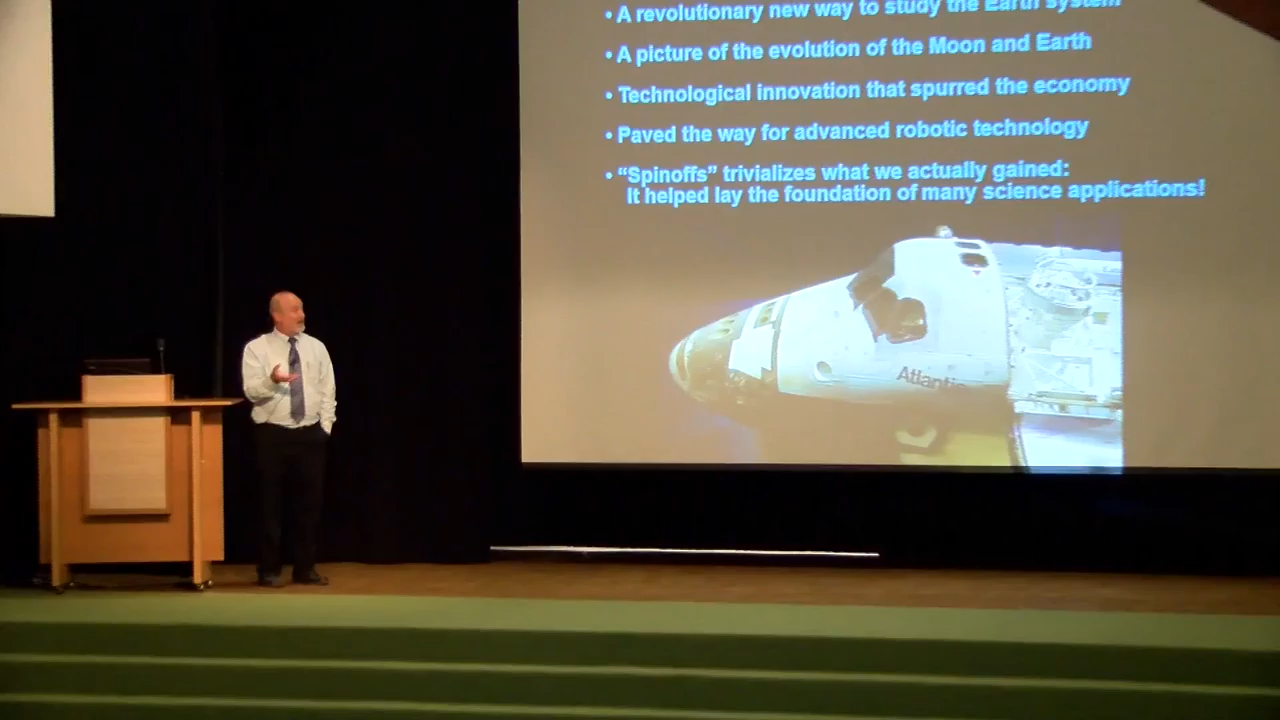 • A revolutionary new way to study the Earth system
• A picture of the evolution of the Moon and Earth
• Technological innovation that spurred the economy
• Paved the way for advanced robotic technology
• “Spinoffs” trivializes what we actually gained:
It helped lay the foundation of many science applications!
Atlantis